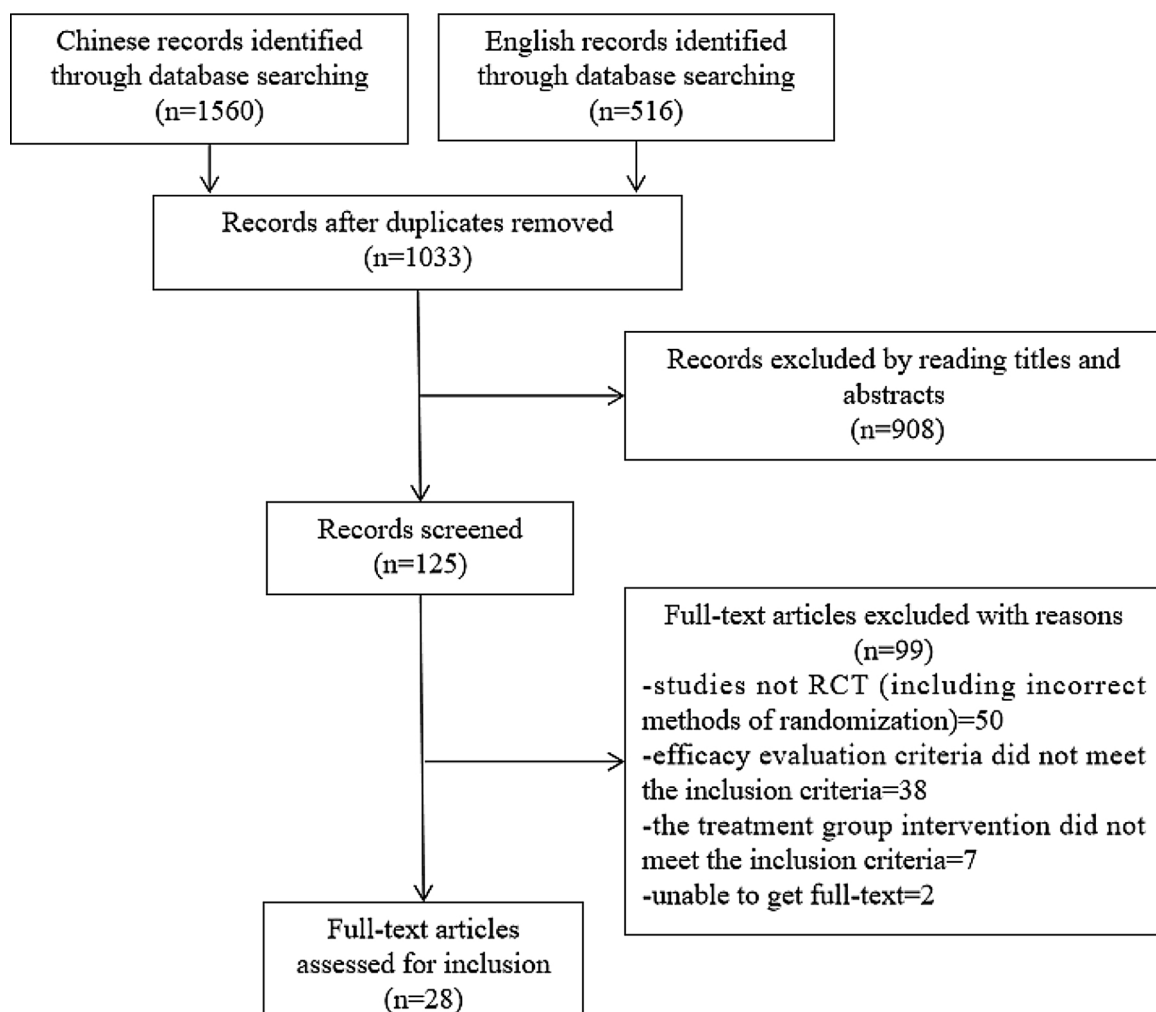 Chinese records identified
through database searching
(n=1560)
English records identified
through database searching
(n=516)
Records after duplicates removed
(n=1033)
Records excluded by reading titles and
abstracts
(n=908)
Records screened
(n=125)
Full-text articles excluded with reasons
(n=99)
-studies not RCT (including incorrect
methods of randomization)=50
-efficacy evaluation criteria did not meet
the inclusion criteria=38
-the treatment group intervention did not
meet the inclusion criteria=7
-unable to get full-text=2
Full-text articles
assessed for inclusion
(n=28)